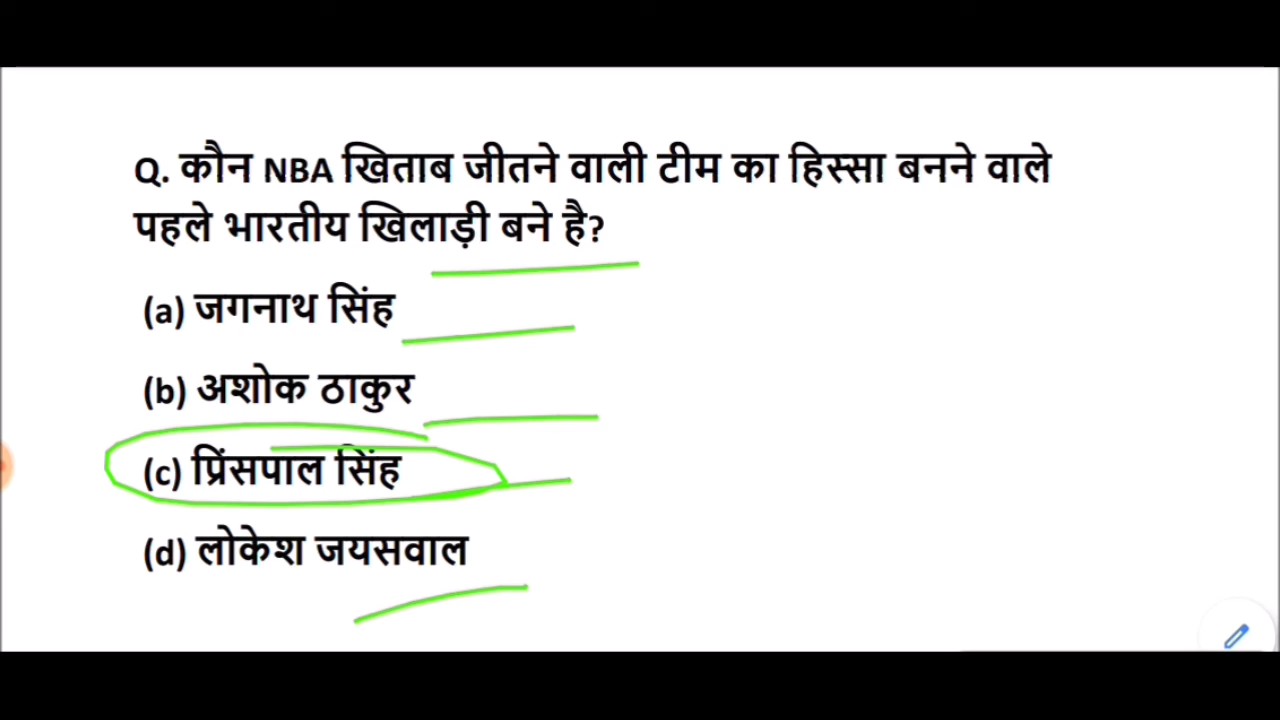 Q. कौन NBA खिताब जीतने वाली टीम का हिस्सा बनने वाले
पहले भारतीय खिलाड़ी बने है?
(a) जगनाथ सिंह
(b) अशोक ठाकुर
(c) प्रिंसपाल सिंह
(d) लोकेश जयसवाल